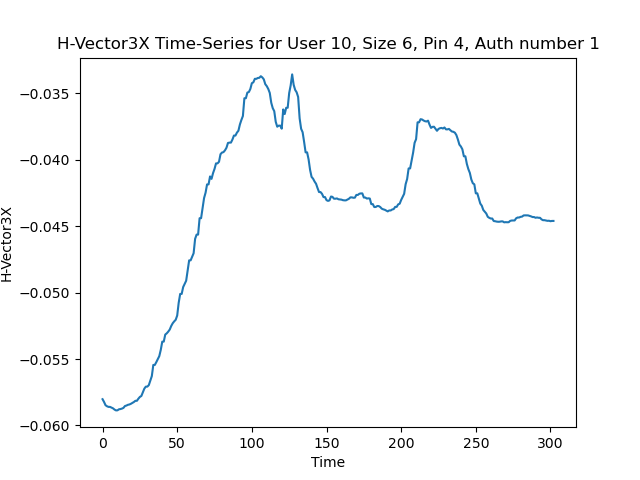 H-Vector3X Time-Series for User 10, Size 6, Pin 4, Auth number 1
−0.035
−0.040
−0.045
−0.050
−0.055
−0.060
H-Vector3X
0 50 100 150 200 250 300
Time